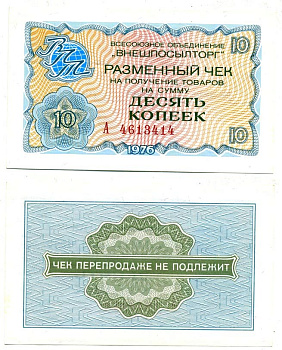 ВПТ
ВСЕСОЮЗНОЕ ОБЪЕДИНЕНИЕ
"ВНЕШПОСЫЛТОРГ"
10
РАЗМЕННЫЙ ЧЕК
НА ПОЛУЧЕНИЕ ТОВАРОВ
НА СУММУ
ДЕСЯТЬ
КОПЕЕК
10
А 4613414
10
1976
ЧЕК ПЕРЕПРОДАЖЕ НЕ ПОДЛЕЖИТ